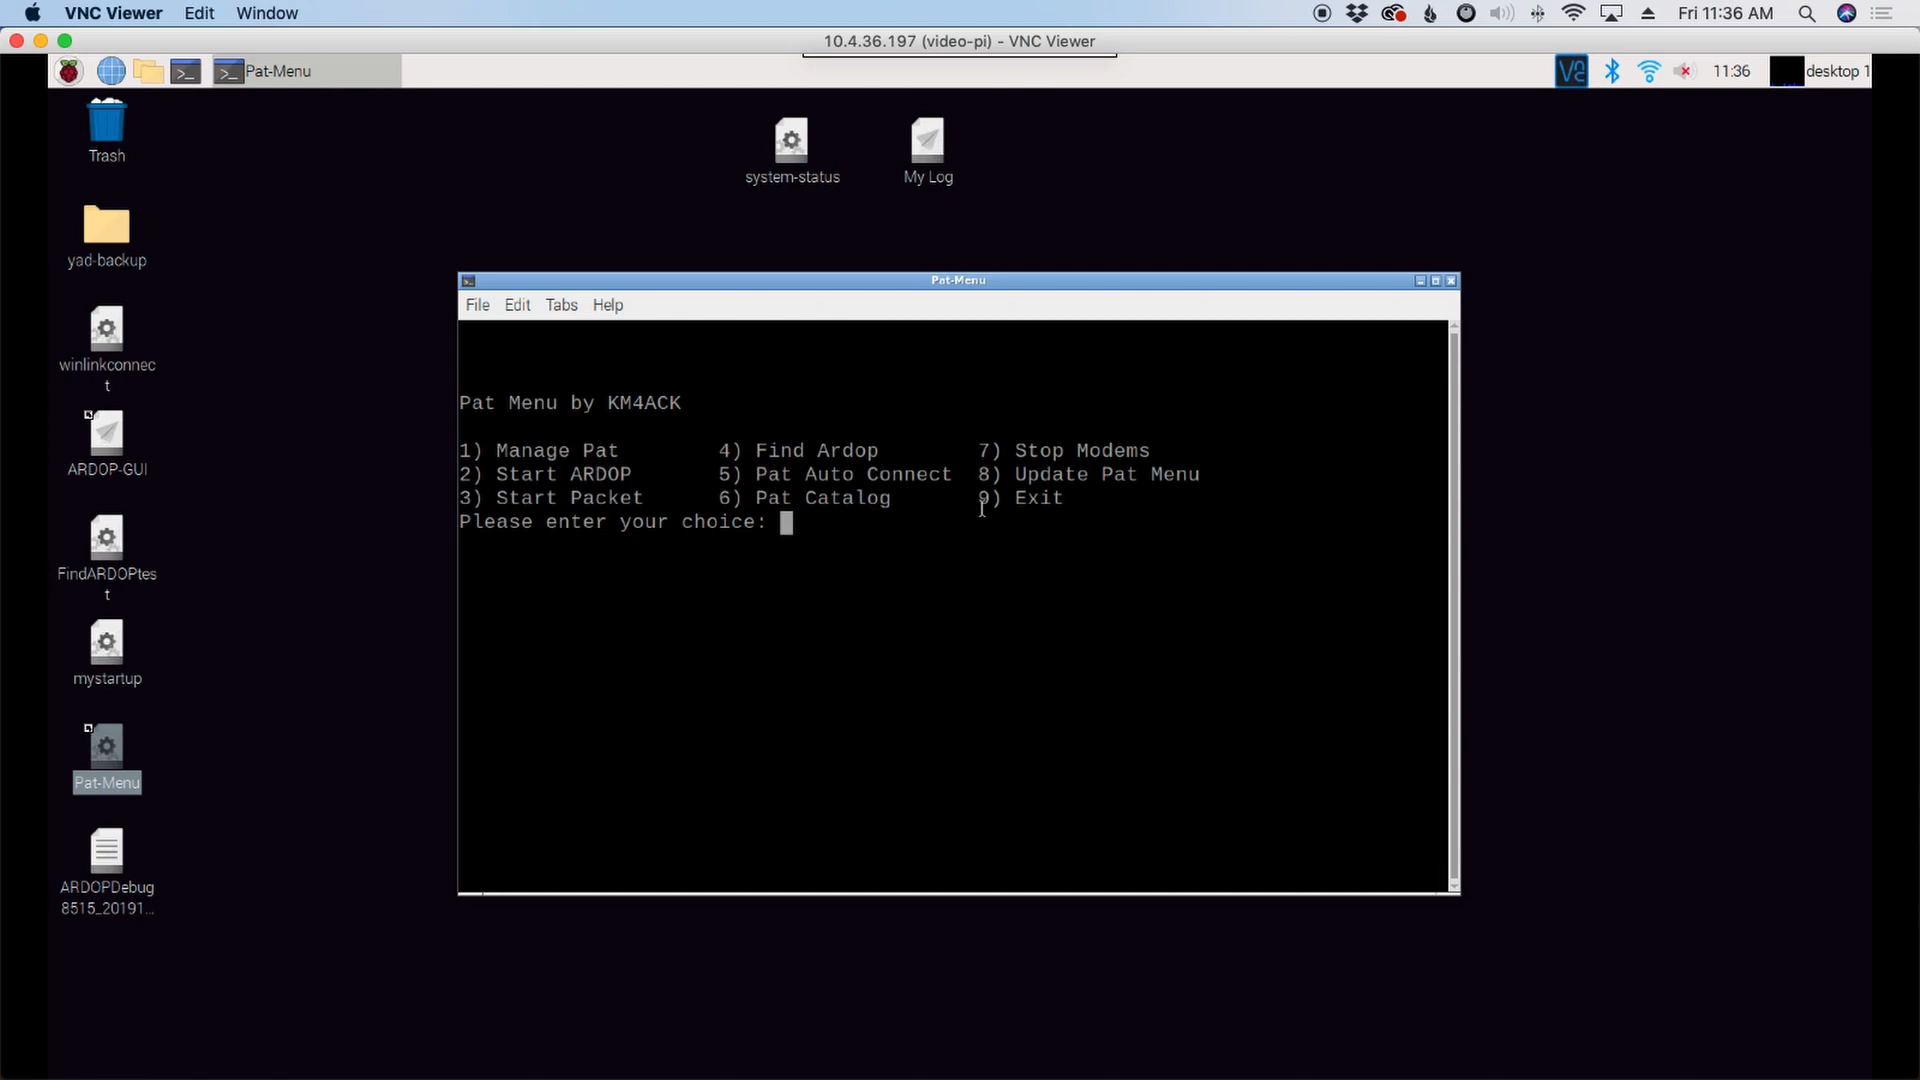 VNC Viewer Edit Window Fri 11:36 AM
10.4.36.197 (video-pi) - VNC Viewer
Pat-Menu 11:36 desktop 1
Trash
system-status
My Log
yad-backup
winlinkconnec
t
ARDOP-GUI
FindARDOPtes
t
mystartup
Pat-Menu
ARDOPDebug
8515_20191...
Pat-Menu
File Edit Tabs Help
Pat Menu by KM4ACK
1) Manage Pat 4) Find Ardop 7) Stop Modems
2) Start ARDOP 5) Pat Auto Connect 8) Update Pat Menu
3) Start Packet 6) Pat Catalog 9) Exit
Please enter your choice: